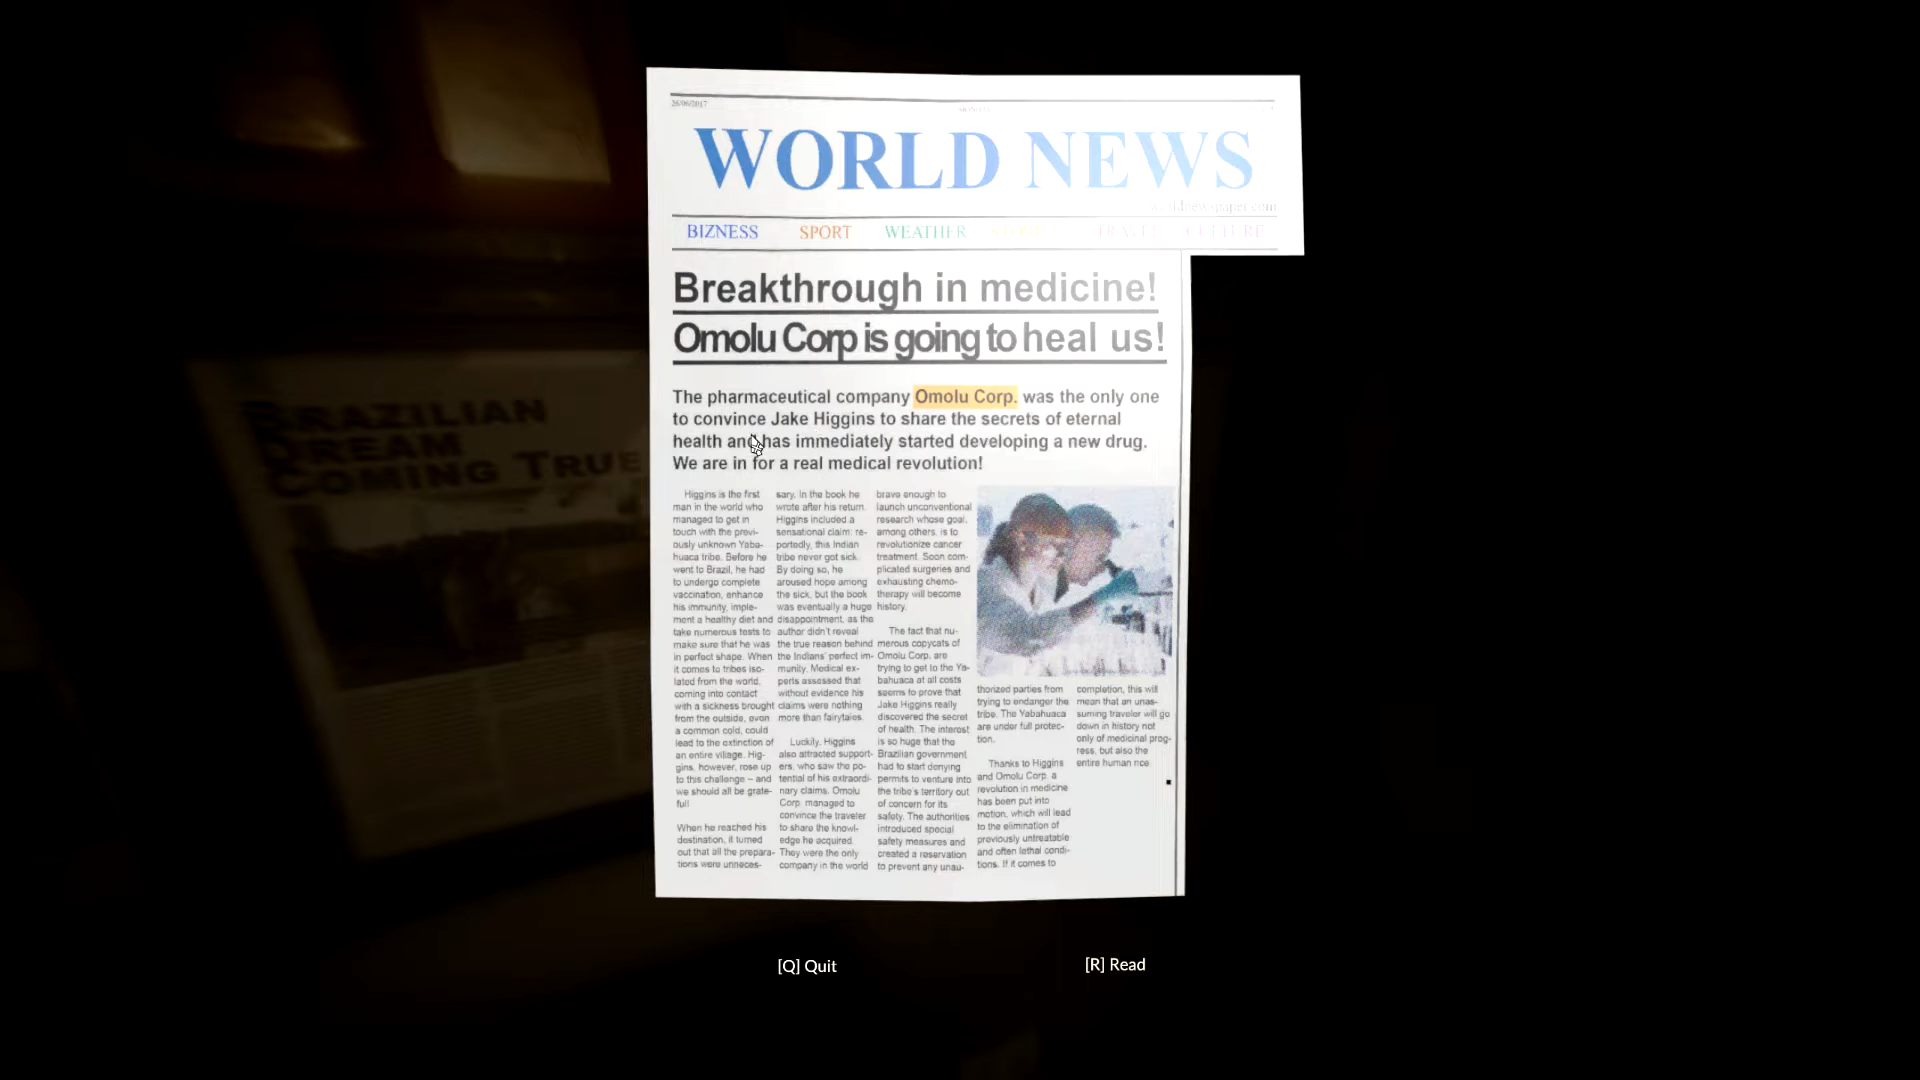 26/06/2017
WORLD NEWS
worldnewspaper.com
BIZNESS SPORT WEATHER TRAVEL CULTURE
Breakthrough in medicine!
Omolu Corp is going to heal us!
The pharmaceutical company Omolu Corp. was the only one
to convince Jake Higgins to share the secrets of eternal
health and has immediately started developing a new drug.
We are in for a real medical revolution!
Higgins is the first
man in the world who
managed to get in
touch with the previ-
ously unknown Yaba-
huaca tribe. Before he
went to Brazil, he had
to undergo complete
vaccination, enhance
his immunity, imple-
ment a healthy diet and
take numerous tests to
make sure that he was
in perfect shape. When
it comes to tribes iso-
lated from the world,
coming into contact
with a sickness brought
from the outside, even
a common cold, could
lead to the extinction of
an entire village. Hig-
gins, however, rose up
to this challenge – and
we should all be grate-
ful!
When he reached his
destination, it turned
out that all the prepara-
tions were unneces-
sary. In the book he
wrote after his return,
Higgins included a
sensational claim: re-
portedly, this Indian
tribe never got sick.
By doing so, he
aroused hope among
the sick, but the book
was eventually a huge
disappointment, as the
author didn't reveal
the true reason behind
the Indians' perfect im-
munity. Medical ex-
perts assessed that
without evidence his
claims were nothing
more than fairytales.
Luckily, Higgins
also attracted support-
ers, who saw the po-
tential of his extraordi-
nary claims. Omolu
Corp. managed to
convince the traveler
to share the knowl-
edge he acquired.
They were the only
company in the world
brave enough to
launch unconventional
research whose goal,
among others, is to
revolutionize cancer
treatment. Soon com-
plicated surgeries and
exhausting chemo-
therapy will become
history.
The fact that nu-
merous copycats of
Omolu Corp. are
trying to get to the Ya-
bahuaca at all costs
seems to prove that
Jake Higgins really
discovered the secret
of health. The interest
is so huge that the
Brazilian government
had to start denying
permits to venture into
the tribe's territory out
of concern for its
safety. The authorities
introduced special
safety measures and
created a reservation
to prevent any unau-
thorized parties from
trying to endanger the
tribe. The Yabahuaca
are under full protec-
tion.
Thanks to Higgins
and Omolu Corp. a
revolution in medicine
has been put into
motion, which will lead
to the elimination of
previously untreatable
and often lethal condi-
tions. If it comes to
completion, this will
mean that an unas-
suming traveler will go
down in history not
only of medicinal prog-
ress, but also the
entire human rice
BRAZILIAN
DREAM
COMING TRUE
[Q] Quit
[R] Read